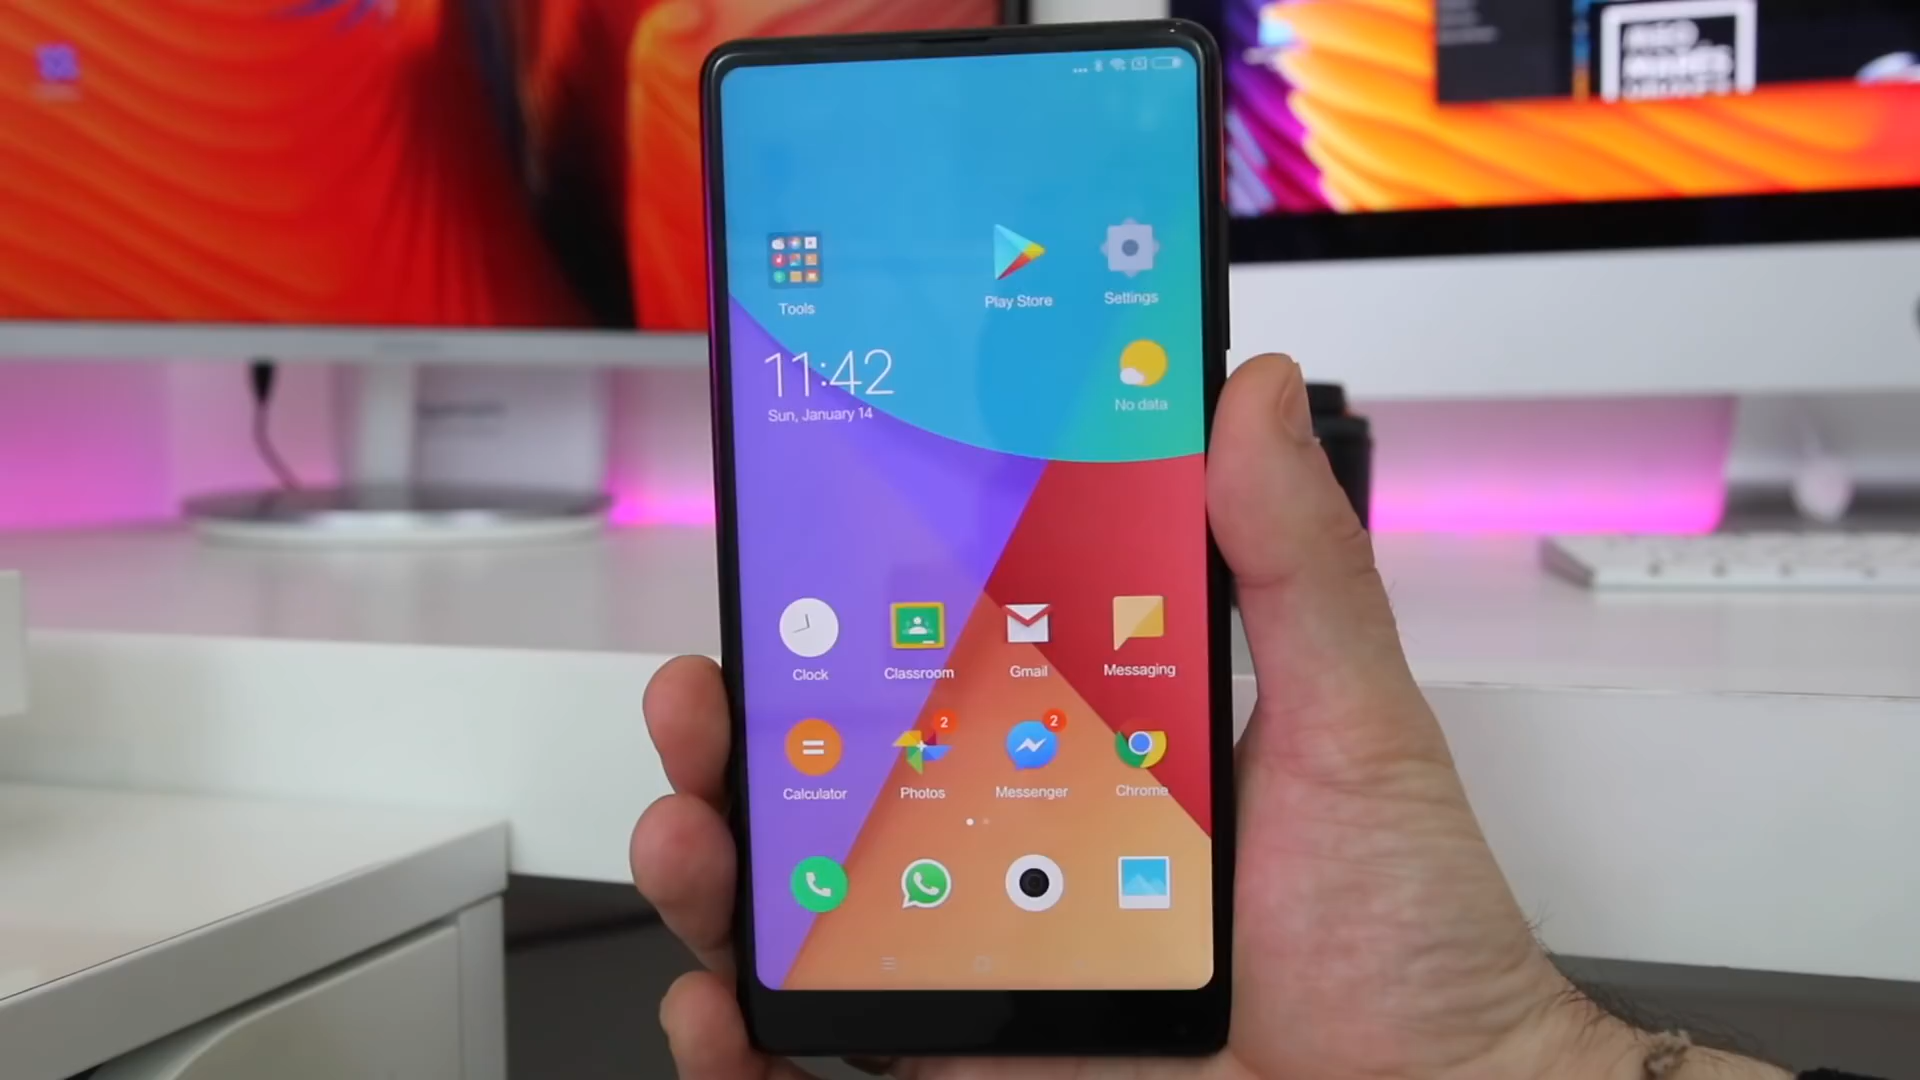 Tools
Play Store
Settings
11:42
Sun, January 14
No data
Clock
Classroom
Gmail
Messaging
2
2
Calculator
Photos
Messenger
Chrome